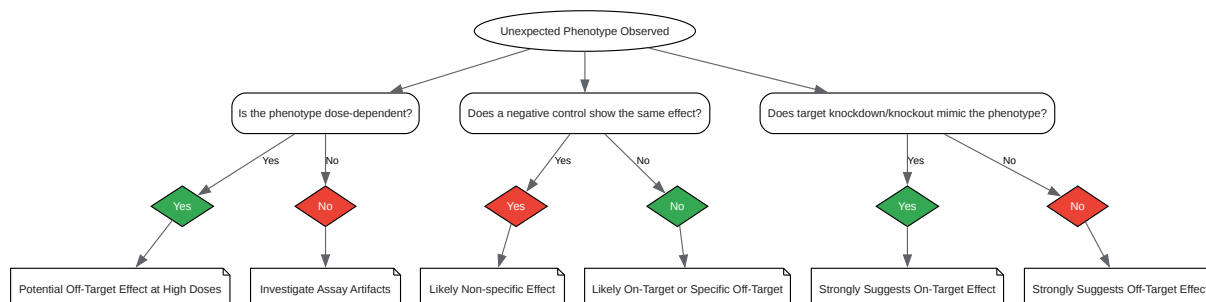 Unexpected Phenotype Observed
Is the phenotype dose-dependent?
Does a negative control show the same effect?
Does target knockdown/knockout mimic the phenotype?
Yes
No
Yes
No
Yes
No
Yes
No
Yes
No
Yes
No
Potential Off-Target Effect at High Doses
Investigate Assay Artifacts
Likely Non-specific Effect
Likely On-Target or Specific Off-Target
Strongly Suggests On-Target Effect
Strongly Suggests Off-Target Effect